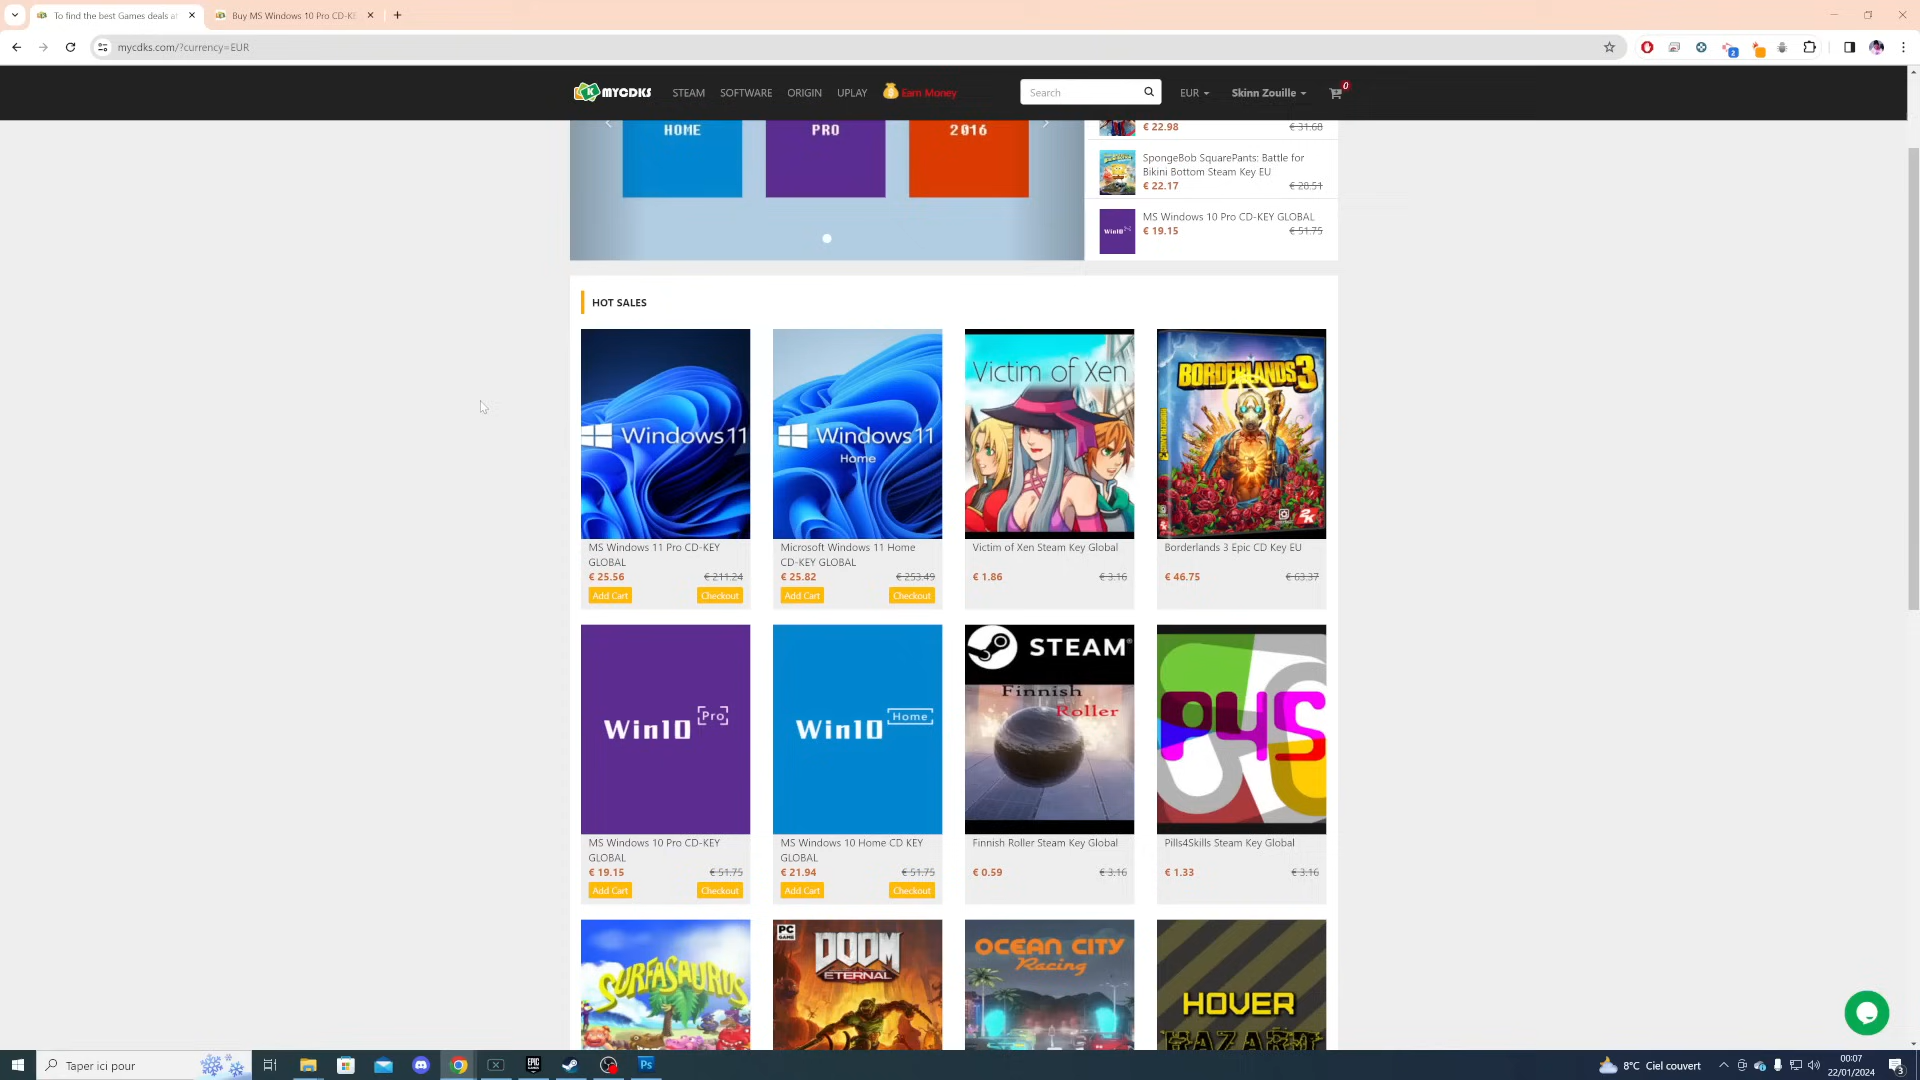 To find the best Games deals at
Buy MS Windows 10 Pro CD-KE
mycdks.com/?currency=EUR
MYCDKS
STEAM
SOFTWARE
ORIGIN
UPLAY
Earn Money
Search
EUR
Skinn Zouille
0
HOME
PRO
2016
€ 22.98
€ 31.68
SpongeBob SquarePants: Battle for
Bikini Bottom Steam Key EU
€ 22.17
€ 28.51
Win10
MS Windows 10 Pro CD-KEY GLOBAL
€ 19.15
€ 51.75
HOT SALES
Windows 11
Windows 11
Home
Victim of Xen
BORDERLANDS 3
2K
MS Windows 11 Pro CD-KEY
GLOBAL
€ 25.56
€ 211.24
Add Cart
Checkout
Microsoft Windows 11 Home
CD-KEY GLOBAL
€ 25.82
€ 253.49
Add Cart
Checkout
Victim of Xen Steam Key Global
€ 1.86
€ 3.16
Borderlands 3 Epic CD Key EU
€ 46.75
€ 63.37
Win10 Pro
Win10 Home
STEAM
Finnish
Roller
P4S
MS Windows 10 Pro CD-KEY
GLOBAL
€ 19.15
€ 51.75
Add Cart
Checkout
MS Windows 10 Home CD KEY
GLOBAL
€ 21.94
€ 51.75
Add Cart
Checkout
Finnish Roller Steam Key Global
€ 0.59
€ 3.16
Pills4Skills Steam Key Global
€ 1.33
€ 3.16
SURFASAURUS
PC
GAME
DOOM
ETERNAL
OCEAN CITY
Racing
HOVER
HAZARD
Taper ici pour
EPIC
Ps
8°C Ciel couvert
00:07
22/01/2024
3